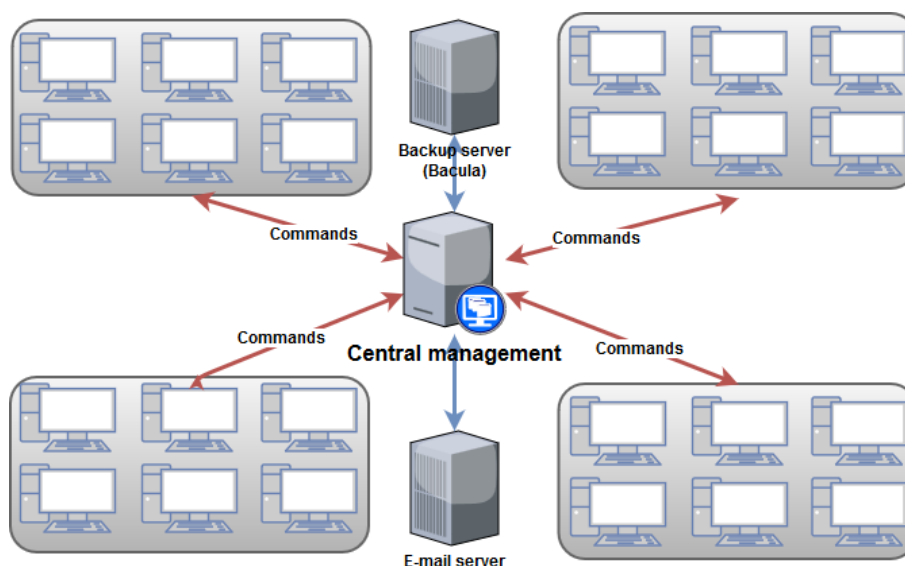 Backup server
(Bacula)
Commands
Commands
Commands
Commands
Central management
E-mail server